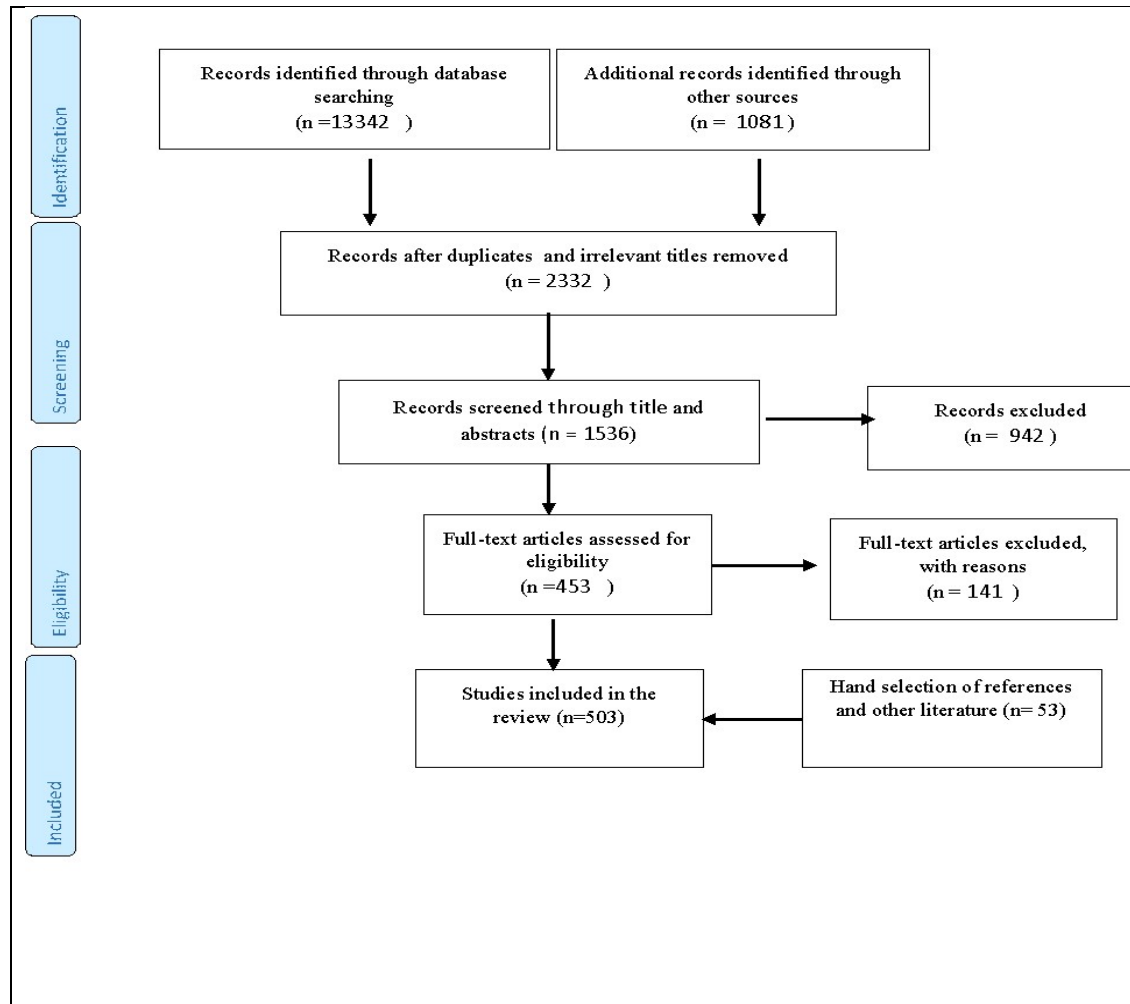 Identification
Records identified through database
searching
(n =13342 )
Additional records identified through
other sources
(n = 1081)
Screening
Records after duplicates and irrelevant titles removed
(n = 2332 )
Records screened through title and
abstracts (n = 1536)
Records excluded
(n = 942 )
Eligibility
Full-text articles assessed for
eligibility
(n =453 )
Full-text articles excluded,
with reasons
(n = 141 )
Included
Studies included in the
review (n=503)
Hand selection of references
and other literature (n= 53)